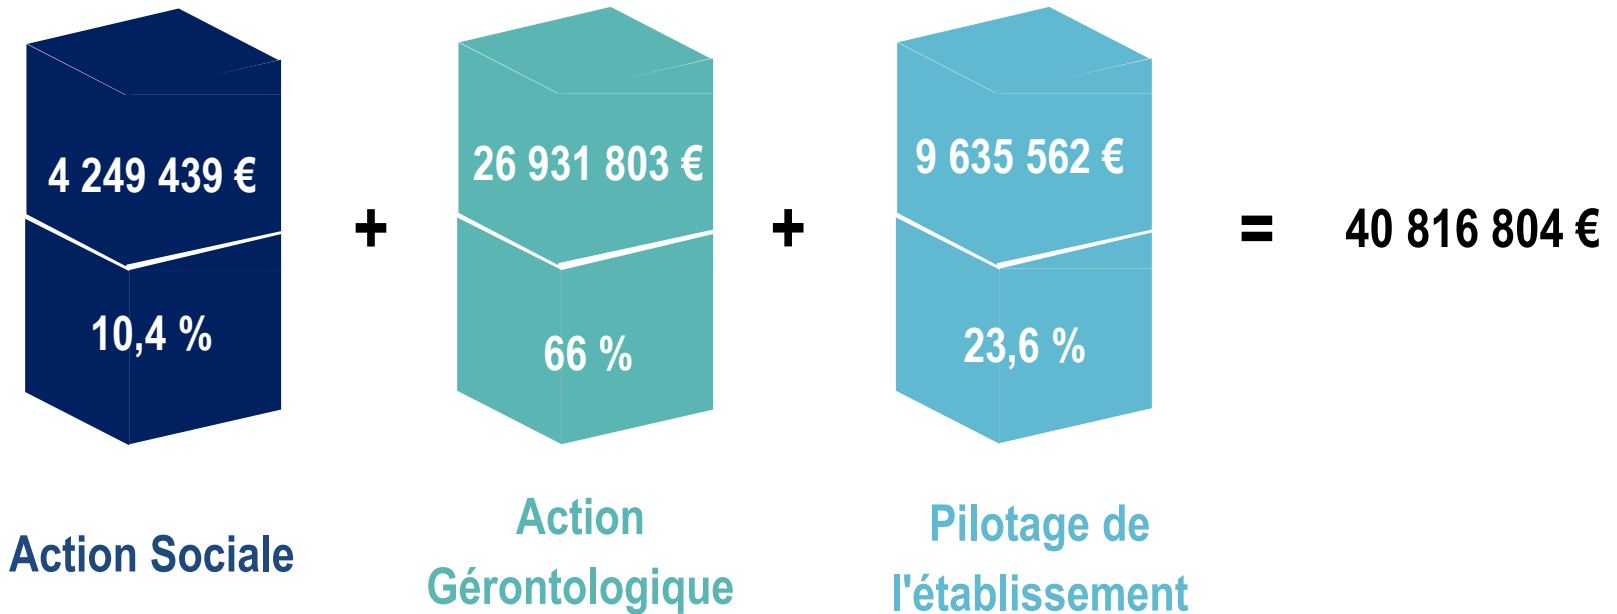 4 249 439 €
10,4 %
Action Sociale
+
26 931 803 €
66 %
Action
Gérontologique
+
9 635 562 €
23,6 %
Pilotage de
l'établissement
=
40 816 804 €